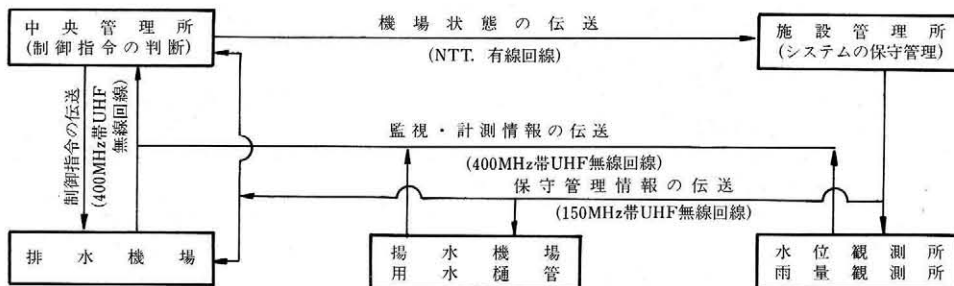 中央管理所
(制御指令の判断)
機場状態の伝送
(NTT. 有線回線)
施設管理所
(システムの保守管理)
制御指令の伝送
(400MHz帯UHF
無線回線)
監視・計測情報の伝送
(400MHz帯UHF無線回線)
保守管理情報の伝送
(150MHz帯UHF無線回線)
排水機場
揚水機場
用水樋管
水位観測所
雨量観測所